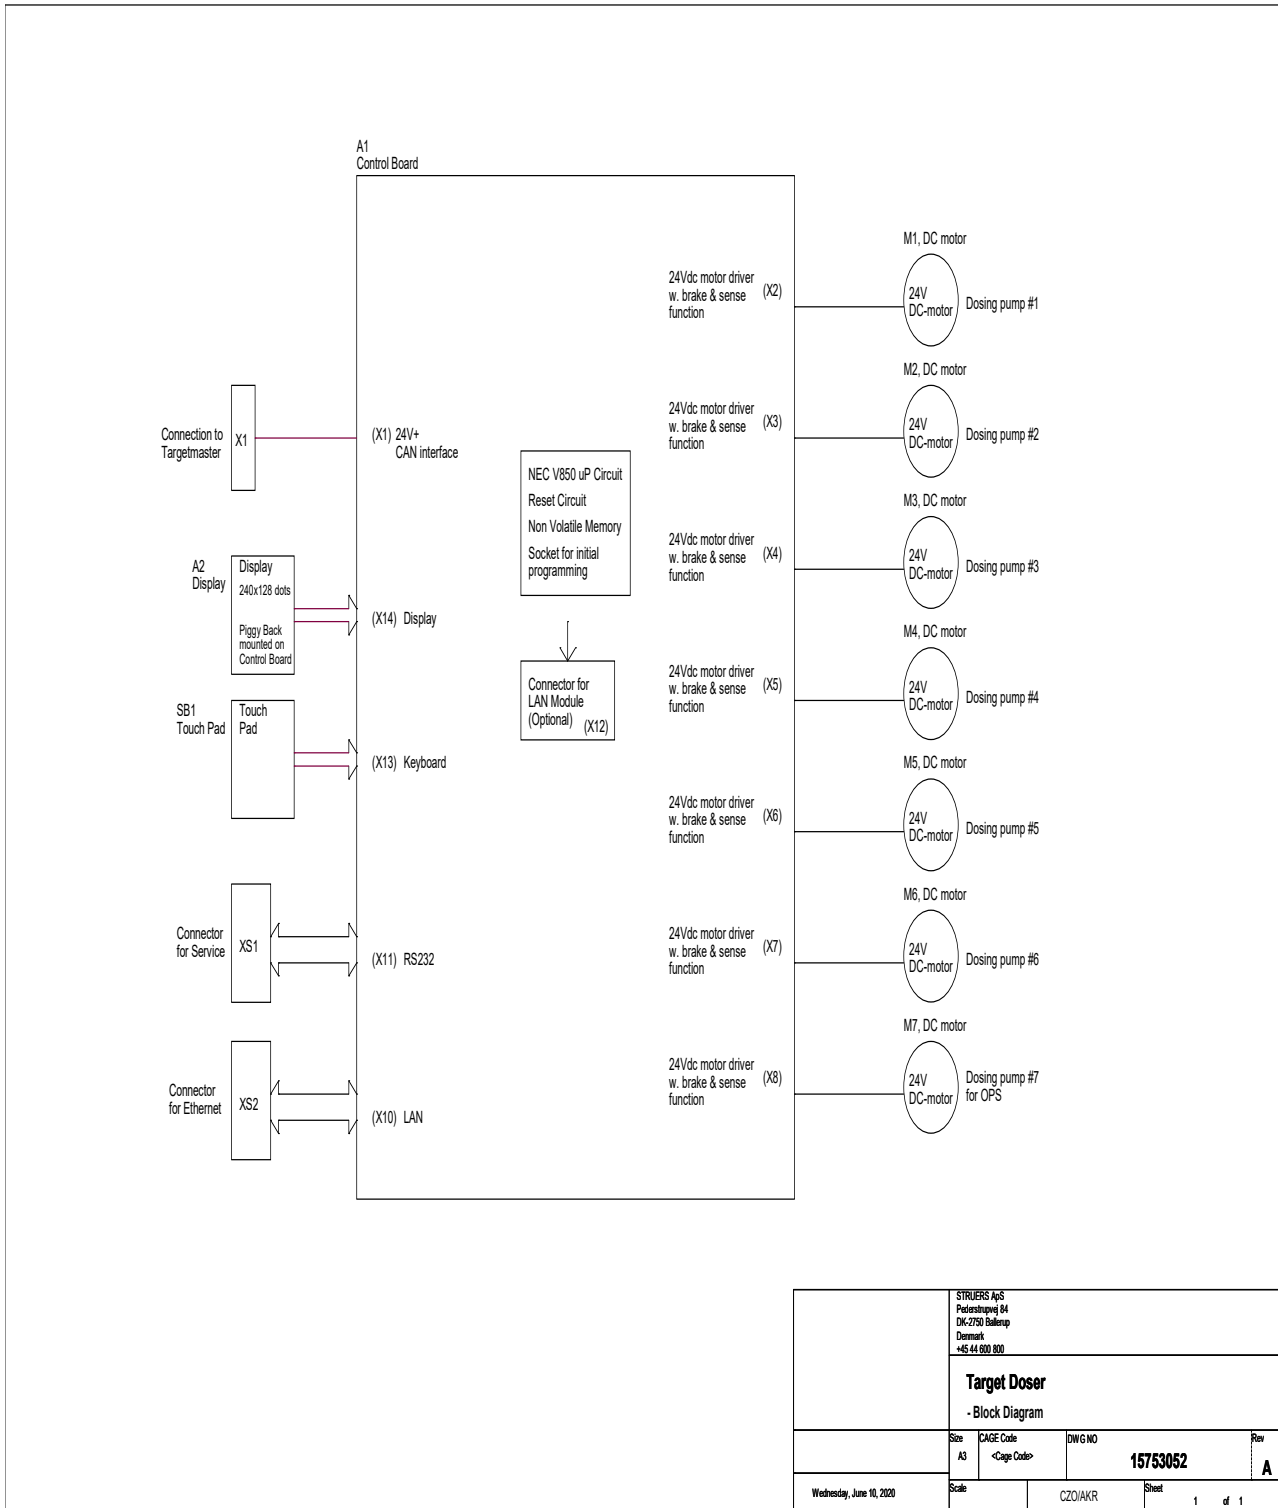 A1
Control Board
M1, DC motor
24Vdc motor driver
w. brake & sense
function
(X2)
24V
DC-motor
Dosing pump #1
M2, DC motor
24Vdc motor driver
w. brake & sense
function
(X3)
24V
DC-motor
Dosing pump #2
Connection to
Targetmaster
X1
(X1) 24V+
CAN interface
NEC V850 uP Circuit
Reset Circuit
Non Volatile Memory
Socket for initial
programming
M3, DC motor
24Vdc motor driver
w. brake & sense
function
(X4)
24V
DC-motor
Dosing pump #3
A2
Display
Display
240x128 dots
Piggy Back
mounted on
Control Board
(X14) Display
M4, DC motor
24Vdc motor driver
w. brake & sense
function
(X5)
24V
DC-motor
Dosing pump #4
Connector for
LAN Module
(Optional)
(X12)
SB1
Touch Pad
Touch
Pad
(X13) Keyboard
M5, DC motor
24Vdc motor driver
w. brake & sense
function
(X6)
24V
DC-motor
Dosing pump #5
M6, DC motor
24Vdc motor driver
w. brake & sense
function
(X7)
24V
DC-motor
Dosing pump #6
Connector
for Service
XS1
(X11) RS232
M7, DC motor
24Vdc motor driver
w. brake & sense
function
(X8)
24V
DC-motor
Dosing pump #7
for OPS
Connector
for Ethernet
XS2
(X10) LAN
STRUERS ApS
Pederstrupvej 84
DK-2750 Ballerup
Denmark
+45 44 600 800
Target Doser
- Block Diagram
Size
A3
CAGE Code
<Cage Code>
DWG NO
15753052
Rev
A
Wednesday, June 10, 2020
Scale
CZO/AKR
Sheet
1 of 1